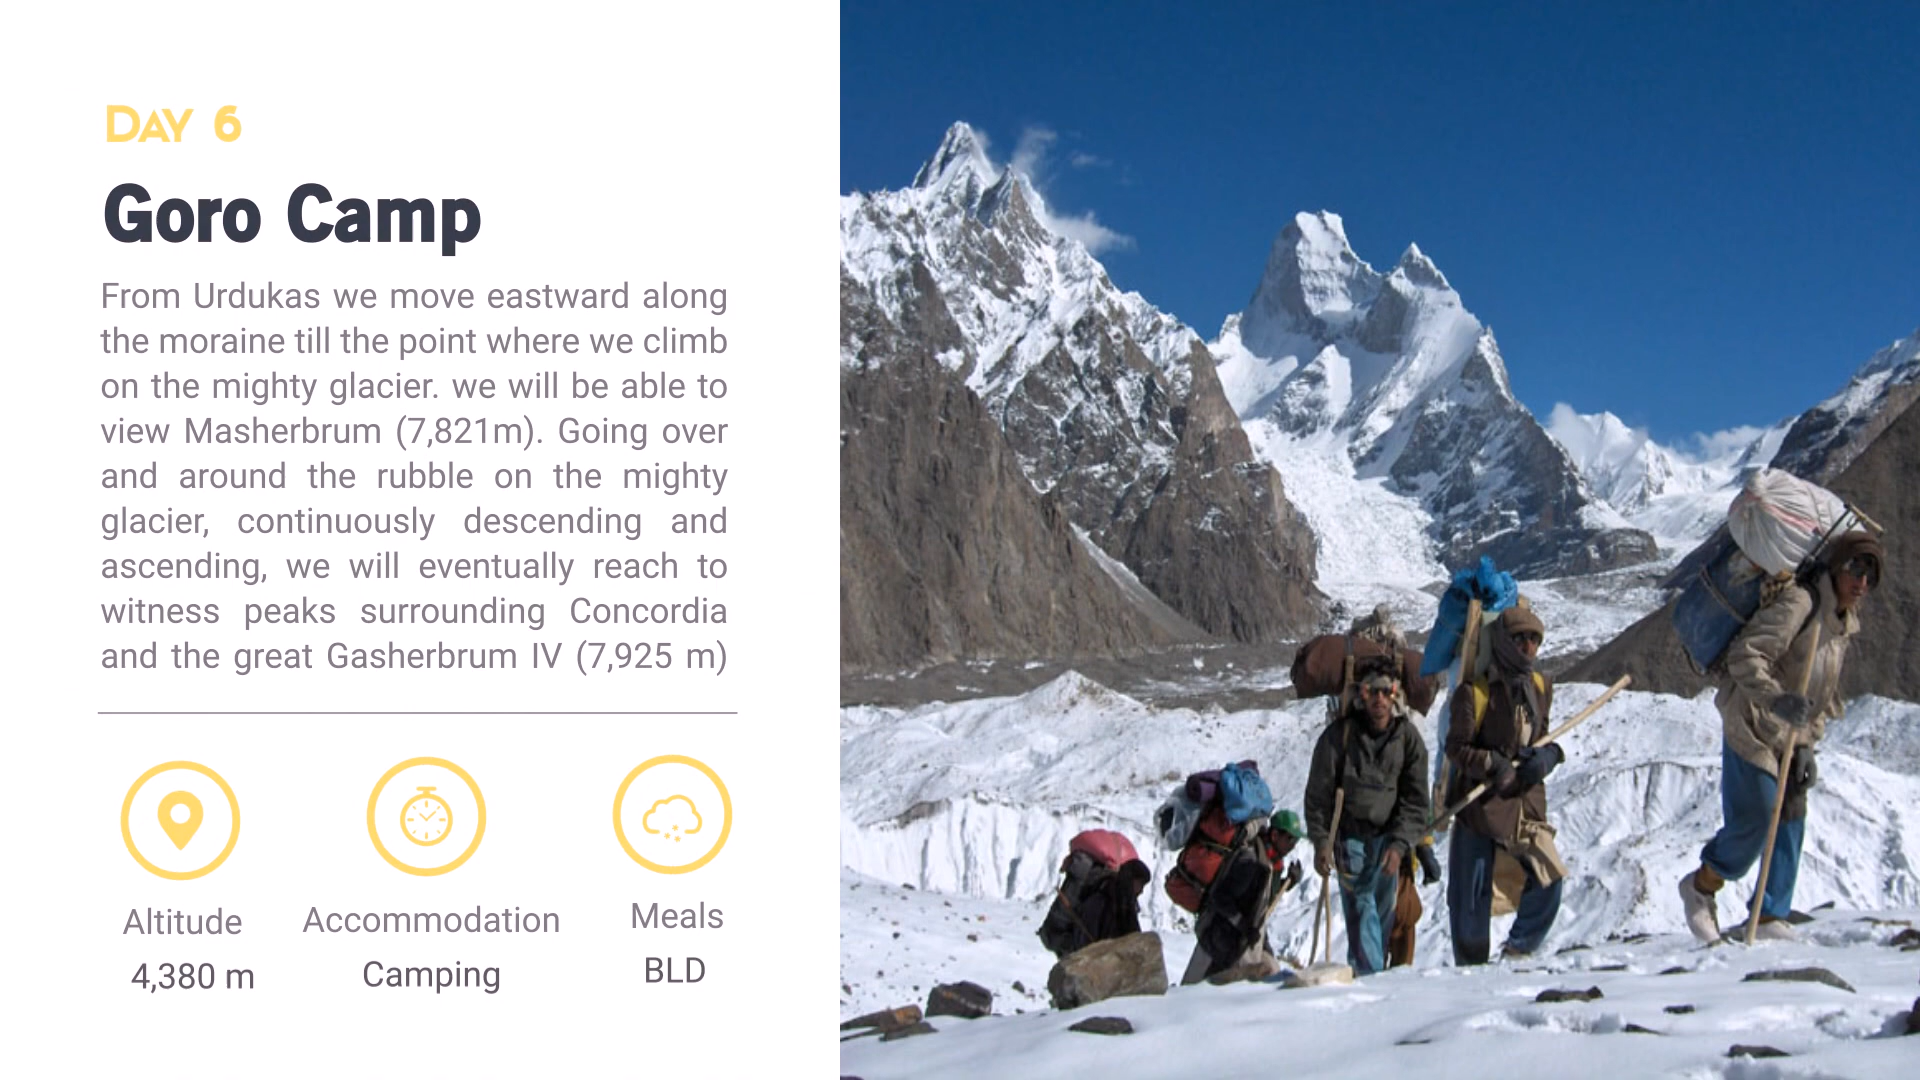 DAY 6
Goro Camp
From Urdukas we move eastward along
the moraine till the point where we climb
on the mighty glacier. we will be able to
view Masherbrum (7,821m). Going over
and around the rubble on the mighty
glacier, continuously descending and
ascending, we will eventually reach to
witness peaks surrounding Concordia
and the great Gasherbrum IV (7,925 m)
Altitude
4,380 m
Accommodation
Camping
Meals
BLD